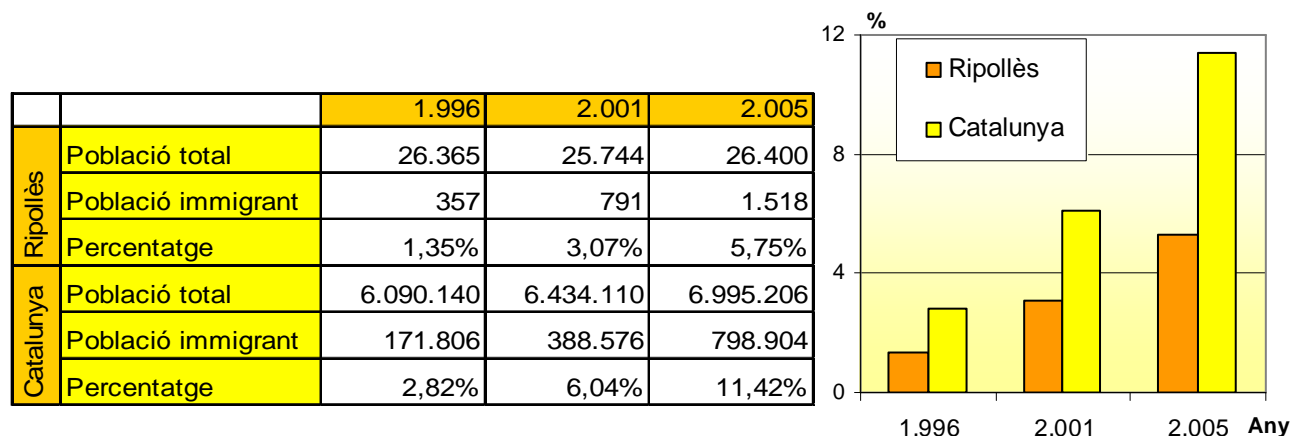 1.996 2.001 2.005
Ripollès
Població total 26.365 25.744 26.400
Població immigrant 357 791 1.518
Percentatge 1,35% 3,07% 5,75%
Catalunya
Població total 6.090.140 6.434.110 6.995.206
Població immigrant 171.806 388.576 798.904
Percentatge 2,82% 6,04% 11,42%
%
12
8
4
0
Ripollès
Catalunya
1.996 2.001 2.005 Any